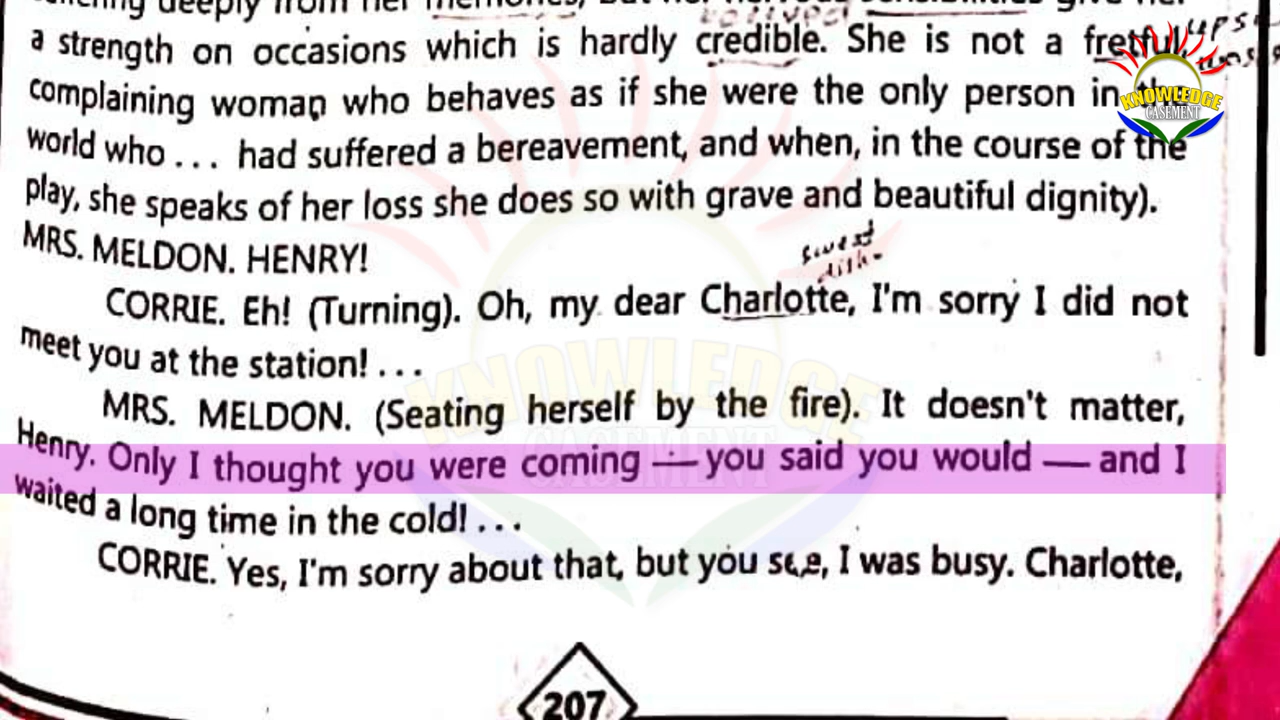 deeply from her memories, but her nervous sensibilities give her
a strength on occasions which is hardly credible. She is not a fretful,
complaining woman who behaves as if she were the only person in the
world who . . . had suffered a bereavement, and when, in the course of the
play, she speaks of her loss she does so with grave and beautiful dignity).
MRS. MELDON. HENRY!
sweet
dish.
CORRIE. Eh! (Turning). Oh, my dear Charlotte, I'm sorry I did not
meet you at the station! . . .
MRS. MELDON. (Seating herself by the fire). It doesn't matter,
Henry. Only I thought you were coming — you said you would — and I
waited a long time in the cold! . . .
CORRIE. Yes, I'm sorry about that, but you see, I was busy. Charlotte,
207
KNOWLEDGE
CASEMENT
KNOWLEDGE
CASEMENT